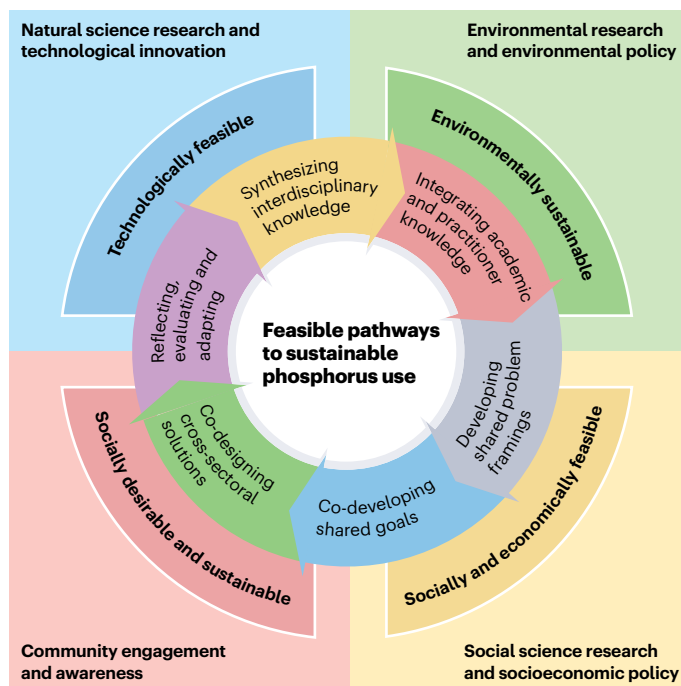 Natural science research and
technological innovation
Environmental research
and environmental policy
Technologically feasible
Environmentally sustainable
Synthesizing
interdisciplinary
knowledge
Integrating academic
and practitioner
knowledge
Reflecting,
evaluating and
adapting
Feasible pathways
to sustainable
phosphorus use
Developing
shared problem
framings
Co-designing
cross-sectoral
solutions
Co-developing
shared goals
Socially desirable and sustainable
Socially and economically feasible
Community engagement
and awareness
Social science research
and socioeconomic policy